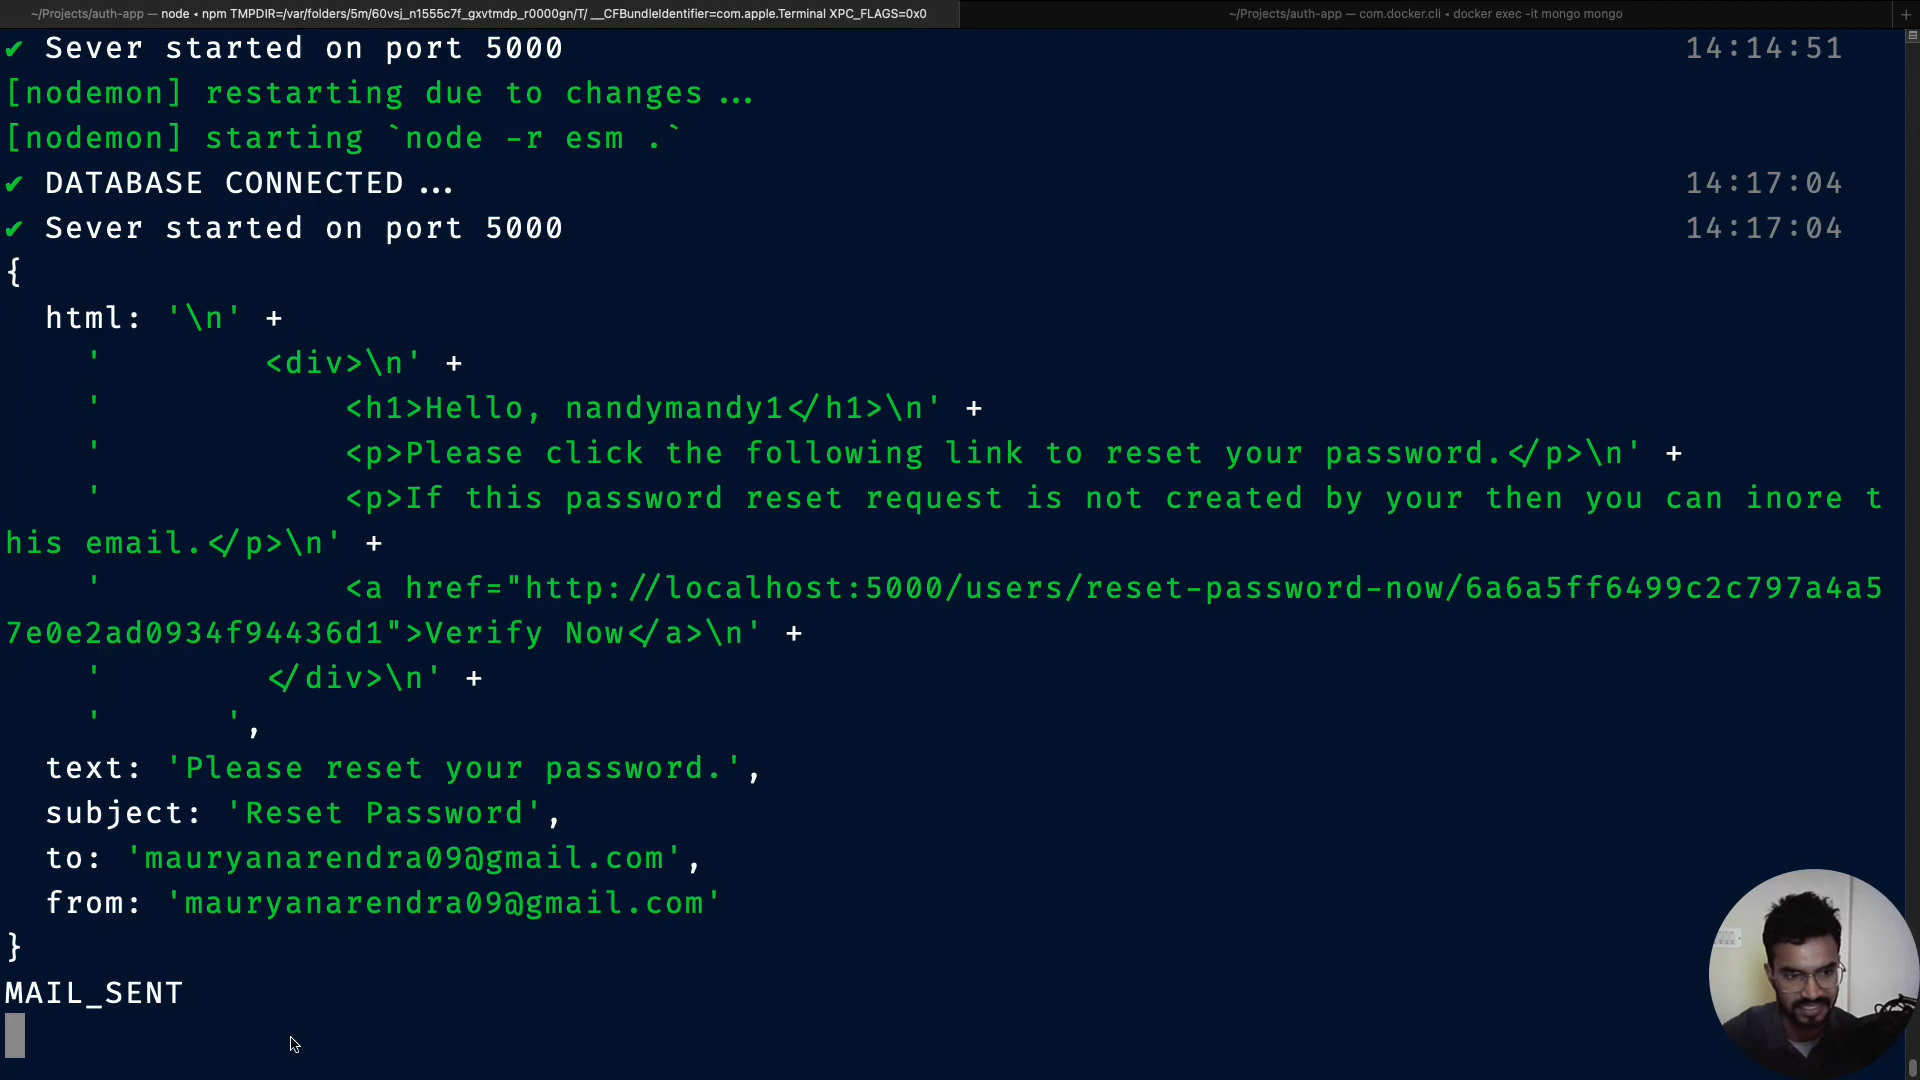 ~/Projects/auth-app — node ◂ npm TMPDIR=/var/folders/5m/60vsj_n1555c7f_gxvtmdp_r0000gn/T/ __CFBundleIdentifier=com.apple.Terminal XPC_FLAGS=0x0
~/Projects/auth-app — com.docker.cli ◂ docker exec -it mongo mongo
✔ Sever started on port 5000 14:14:51
[nodemon] restarting due to changes...
[nodemon] starting `node -r esm .`
✔ DATABASE CONNECTED... 14:17:04
✔ Sever started on port 5000 14:17:04
{
html: '\n' +
' <div>\n' +
' <h1>Hello, nandymandy1</h1>\n' +
' <p>Please click the following link to reset your password.</p>\n' +
' <p>If this password reset request is not created by your then you can inore t
his email.</p>\n' +
' <a href="http://localhost:5000/users/reset-password-now/6a6a5ff6499c2c797a4a5
7e0e2ad0934f94436d1">Verify Now</a>\n' +
' </div>\n' +
' ',
text: 'Please reset your password.',
subject: 'Reset Password',
to: 'mauryanarendra09@gmail.com',
from: 'mauryanarendra09@gmail.com'
}
MAIL_SENT